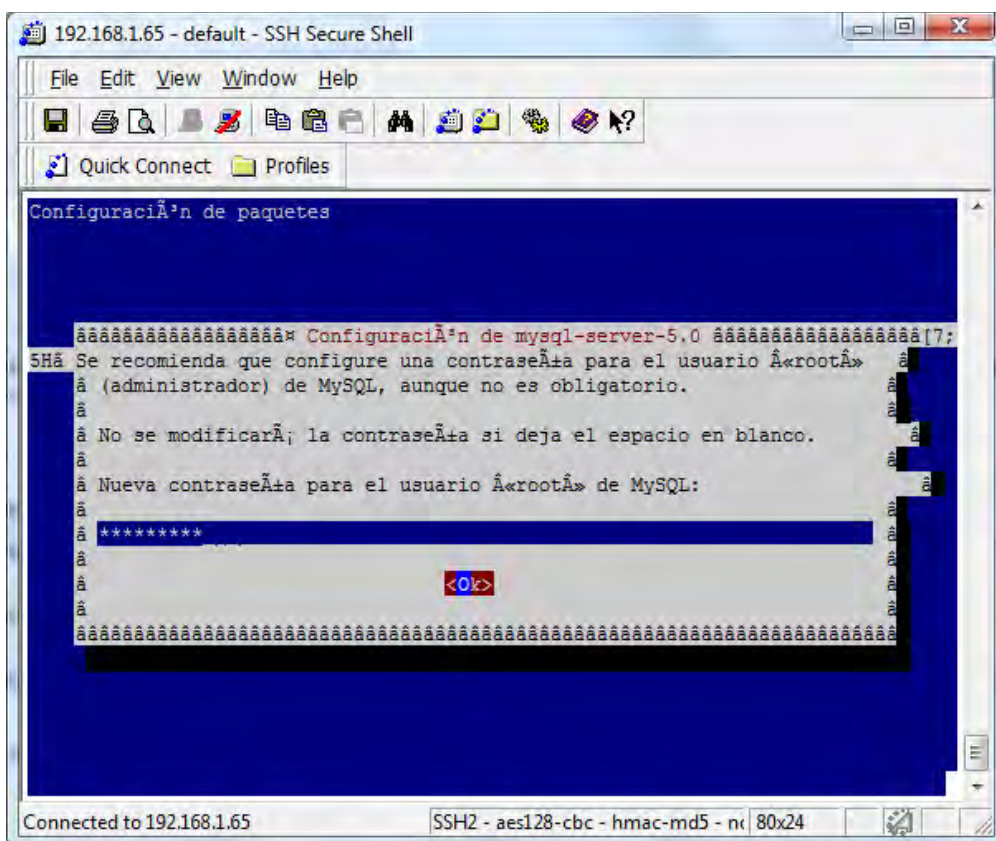 192.168.1.65 - default - SSH Secure Shell
File Edit View Window Help
Quick Connect Profiles
ConfiguraciÃ³n de paquetes
âââââââââââââââââââ¤ ConfiguraciÃ³n de mysql-server-5.0 âââââââââââââââââââ[7;
5Hâ Se recomienda que configure una contraseÃ±a para el usuario Â«rootÂ» â
â (administrador) de MySQL, aunque no es obligatorio. â
â â
â No se modificarÃ¡ la contraseÃ±a si deja el espacio en blanco. â
â â
â Nueva contraseÃ±a para el usuario Â«rootÂ» de MySQL: â
â â
â ********* â
â â
â <Ok> â
â â
ââââââââââââââââââââââââââââââââââââââââââââââââââââââââââââââââââââââ
Connected to 192.168.1.65 SSH2 - aes128-cbc - hmac-md5 - nc 80x24